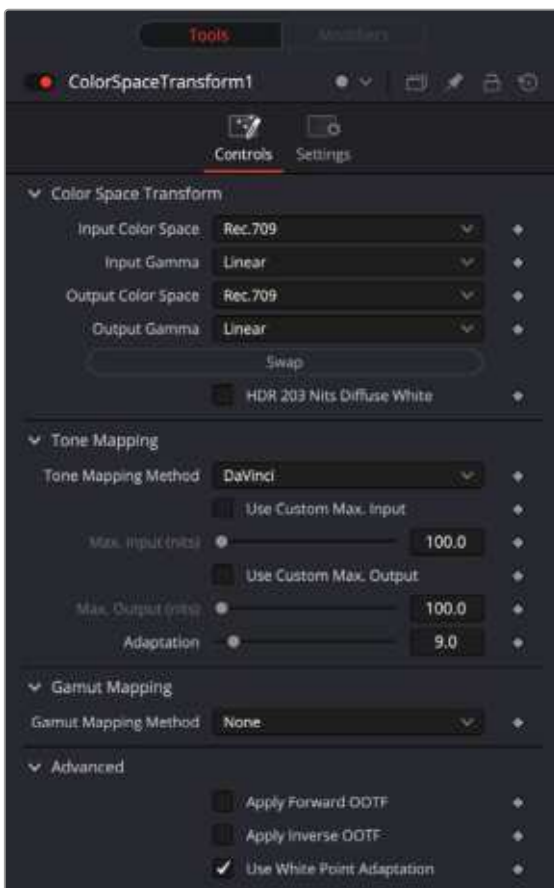 Tools Modifiers
ColorSpaceTransform1
Controls Settings
Color Space Transform
Input Color Space Rec.709
Input Gamma Linear
Output Color Space Rec.709
Output Gamma Linear
Swap
HDR 203 Nits Diffuse White
Tone Mapping
Tone Mapping Method DaVinci
Use Custom Max. Input
Max. Input (nits) 100.0
Use Custom Max. Output
Max. Output (nits) 100.0
Adaptation 9.0
Gamut Mapping
Gamut Mapping Method None
Advanced
Apply Forward OOTF
Apply Inverse OOTF
Use White Point Adaptation